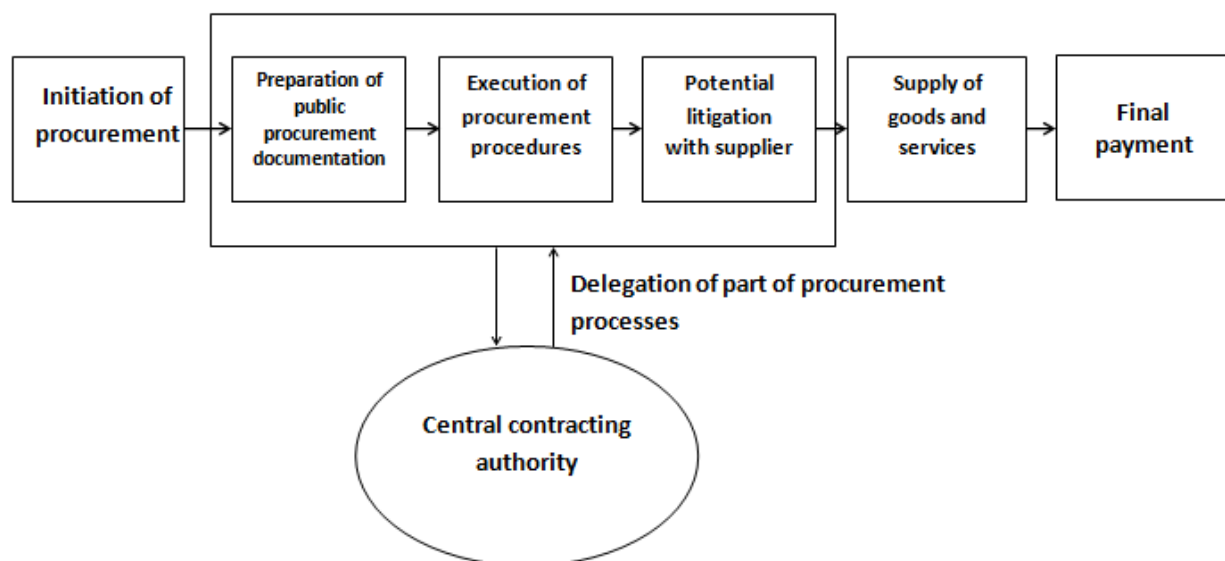 Initiation of
procurement
Preparation of
public
procurement
documentation
Execution of
procurement
procedures
Potential
litigation
with supplier
Supply of
goods and
services
Final
payment
Delegation of part of procurement
processes
Central contracting
authority